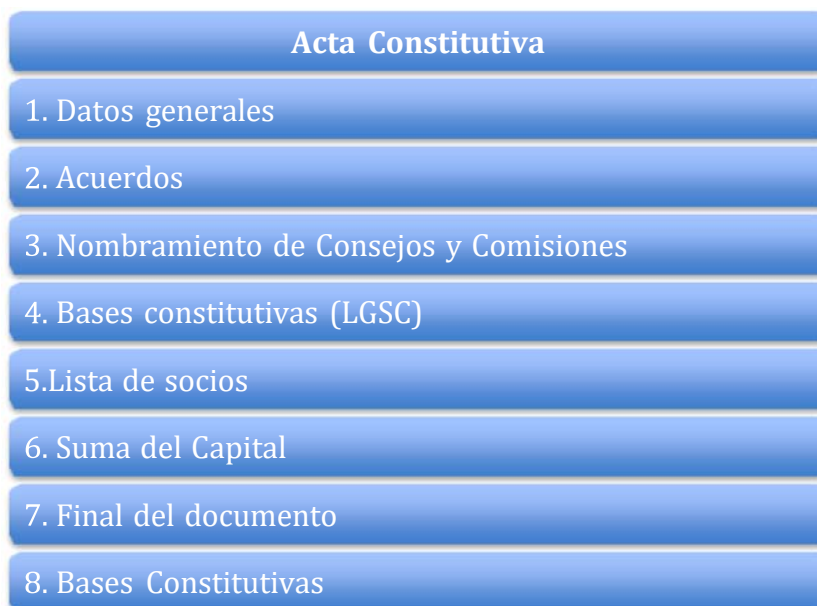 Acta Constitutiva
1. Datos generales
2. Acuerdos
3. Nombramiento de Consejos y Comisiones
4. Bases constitutivas (LGSC)
5.Lista de socios
6. Suma del Capital
7. Final del documento
8. Bases Constitutivas